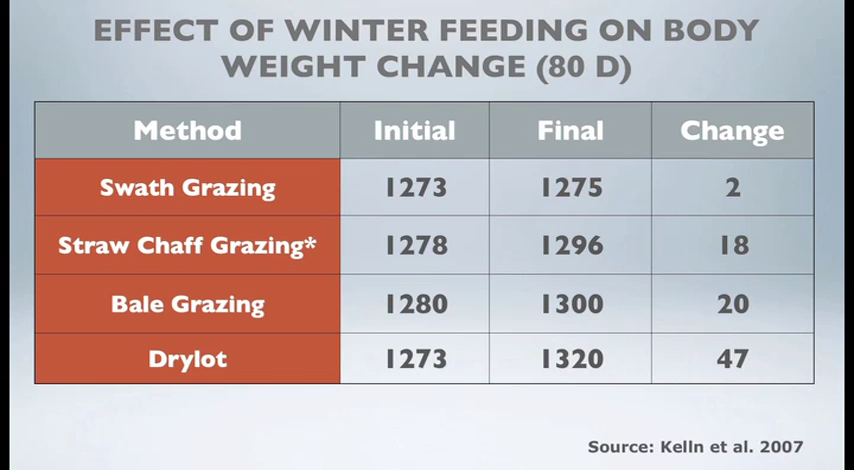 EFFECT OF WINTER FEEDING ON BODY
WEIGHT CHANGE (80 D)
Method Initial Final Change
Swath Grazing 1273 1275 2
Straw Chaff Grazing* 1278 1296 18
Bale Grazing 1280 1300 20
Drylot 1273 1320 47
Source: Kelln et al. 2007